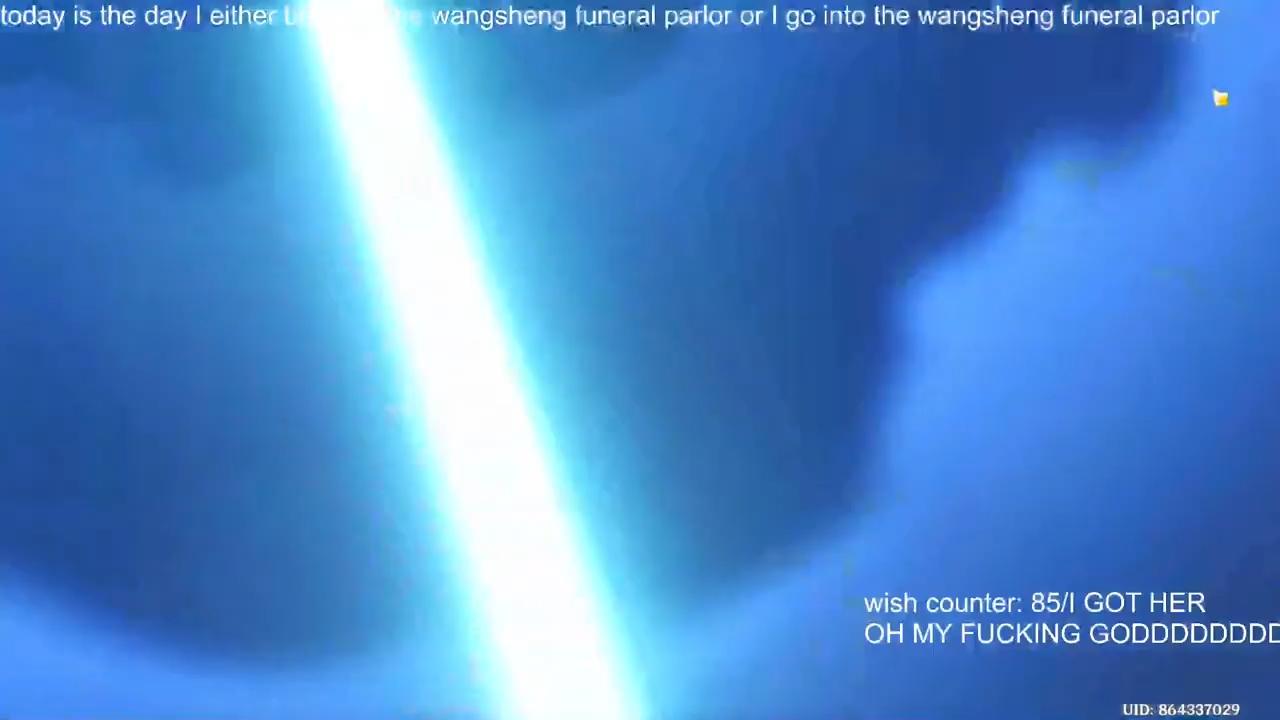 today is the day I either wangsheng funeral parlor or I go into the wangsheng funeral parlor
wish counter: 85/I GOT HER
OH MY FUCKING GODDDDDDDD
UID: 864337029